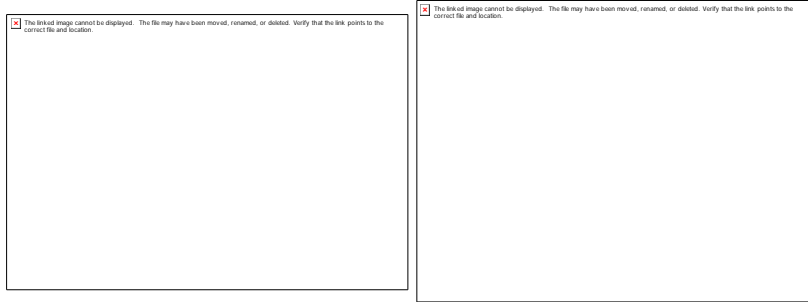 The linked image cannot be displayed. The file may have been moved, renamed, or deleted. Verify that the link points to the
correct file and location.
The linked image cannot be displayed. The file may have been moved, renamed, or deleted. Verify that the link points to the
correct file and location.